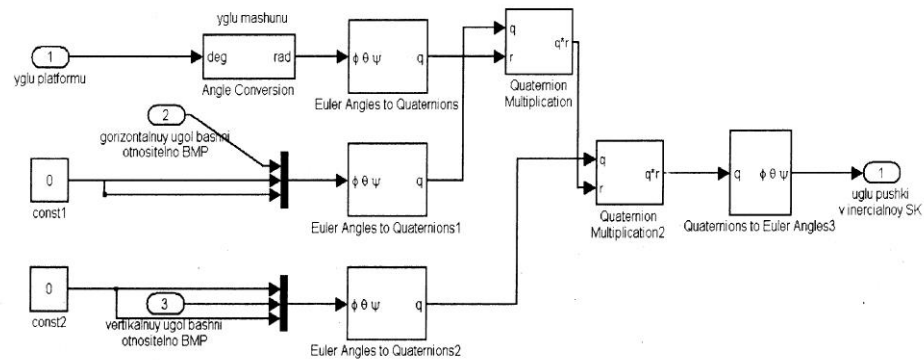 yglu mashunu
1
yglu platformu
deg
rad
Angle Conversion
ϕ θ ψ
q
Euler Angles to Quaternions
q
r
q*r
Quaternion
Multiplication
2
gorizontalnuy ugol bashni
otnositelno BMP
0
const1
ϕ θ ψ
q
Euler Angles to Quaternions1
q
r
q*r
Quaternion
Multiplication2
q
ϕ θ ψ
Quaternions to Euler Angles3
1
uglu pushki
v inercialnoy SK
0
const2
3
vertikalnuy ugol bashni
otnositelno BMP
ϕ θ ψ
q
Euler Angles to Quaternions2